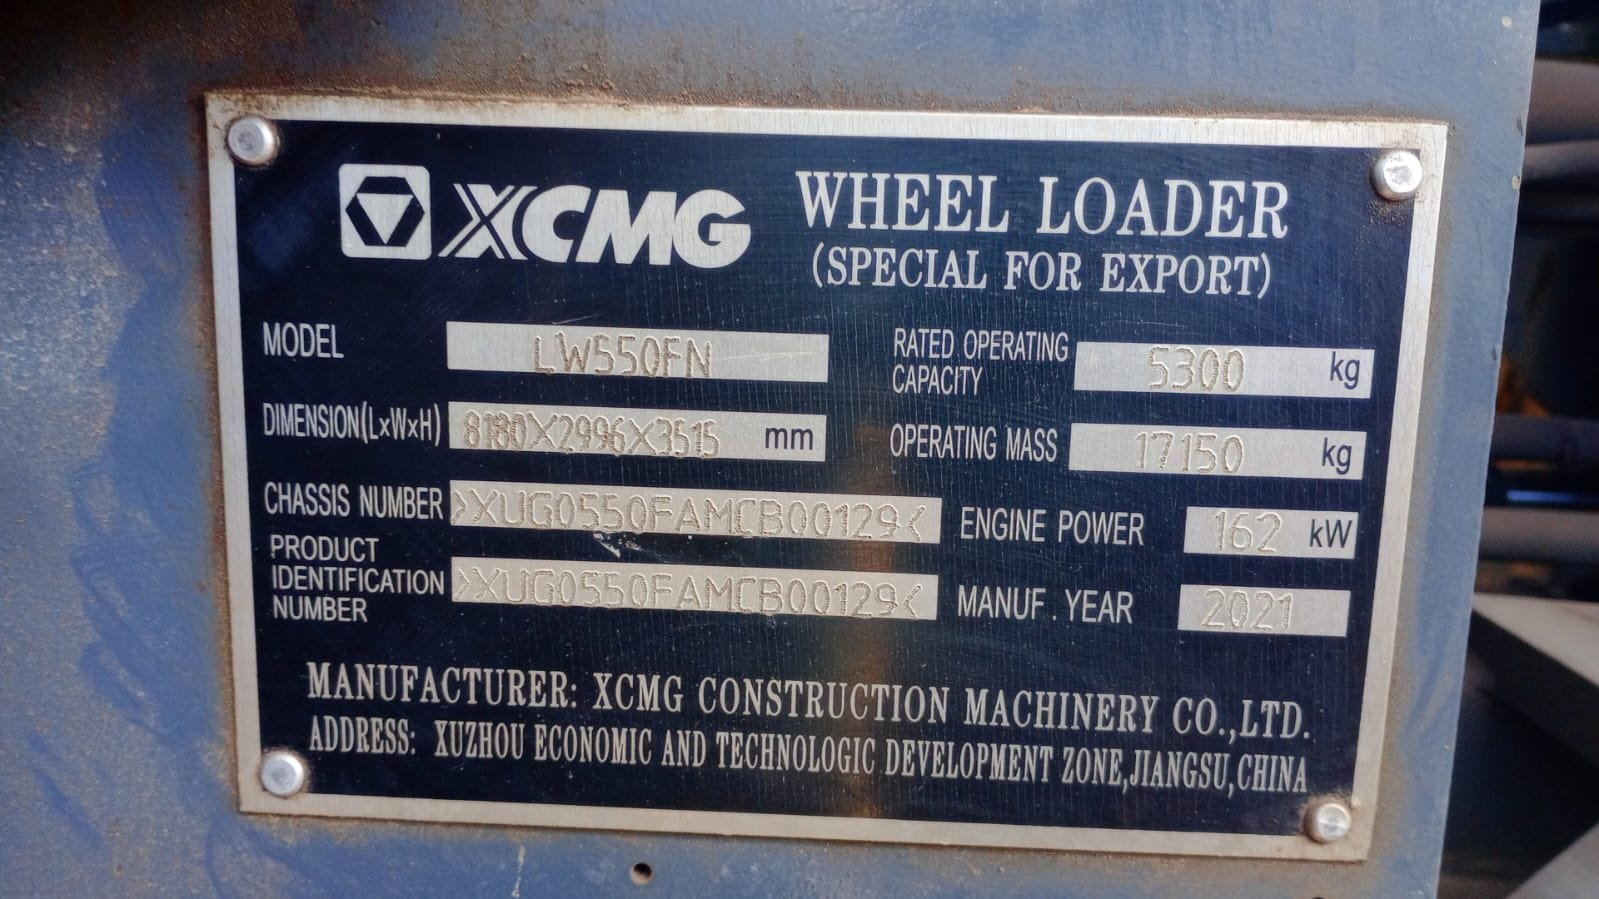 XCMG WHEEL LOADER
(SPECIAL FOR EXPORT)
MODEL LW550FN
RATED OPERATING CAPACITY 5300 kg
DIMENSION(L×W×H) 8180X2996X3515 mm
OPERATING MASS 17150 kg
CHASSIS NUMBER >XUG0550FAMCB00129<
ENGINE POWER 162 kW
PRODUCT IDENTIFICATION NUMBER >XUG0550FAMCB00129<
MANUF. YEAR 2021
MANUFACTURER: XCMG CONSTRUCTION MACHINERY CO.,LTD.
ADDRESS: XUZHOU ECONOMIC AND TECHNOLOGIC DEVELOPMENT ZONE,JIANGSU,CHINA